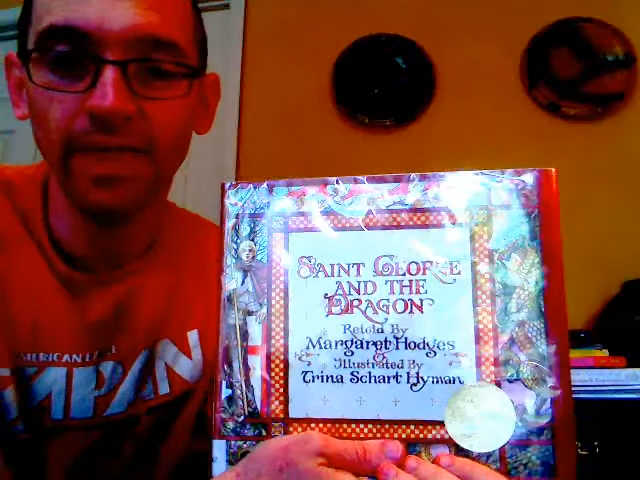 SAINT GEORGE
AND THE
DRAGON
Retold By
Margaret Hodges
&
Illustrated By
Trina Schart Hyman